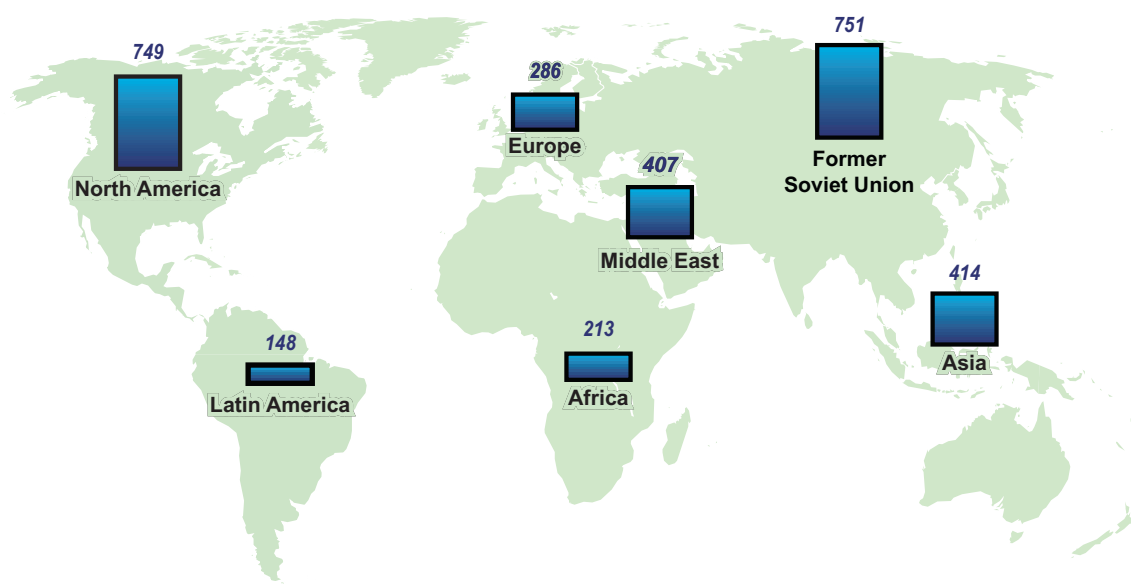 749
North America
286
Europe
751
Former
Soviet Union
407
Middle East
414
Asia
148
Latin America
213
Africa